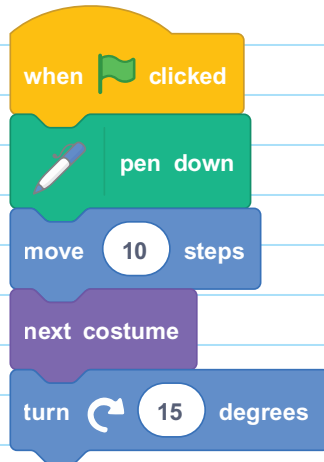 when clicked
pen down
move 10 steps
next costume
turn 15 degrees